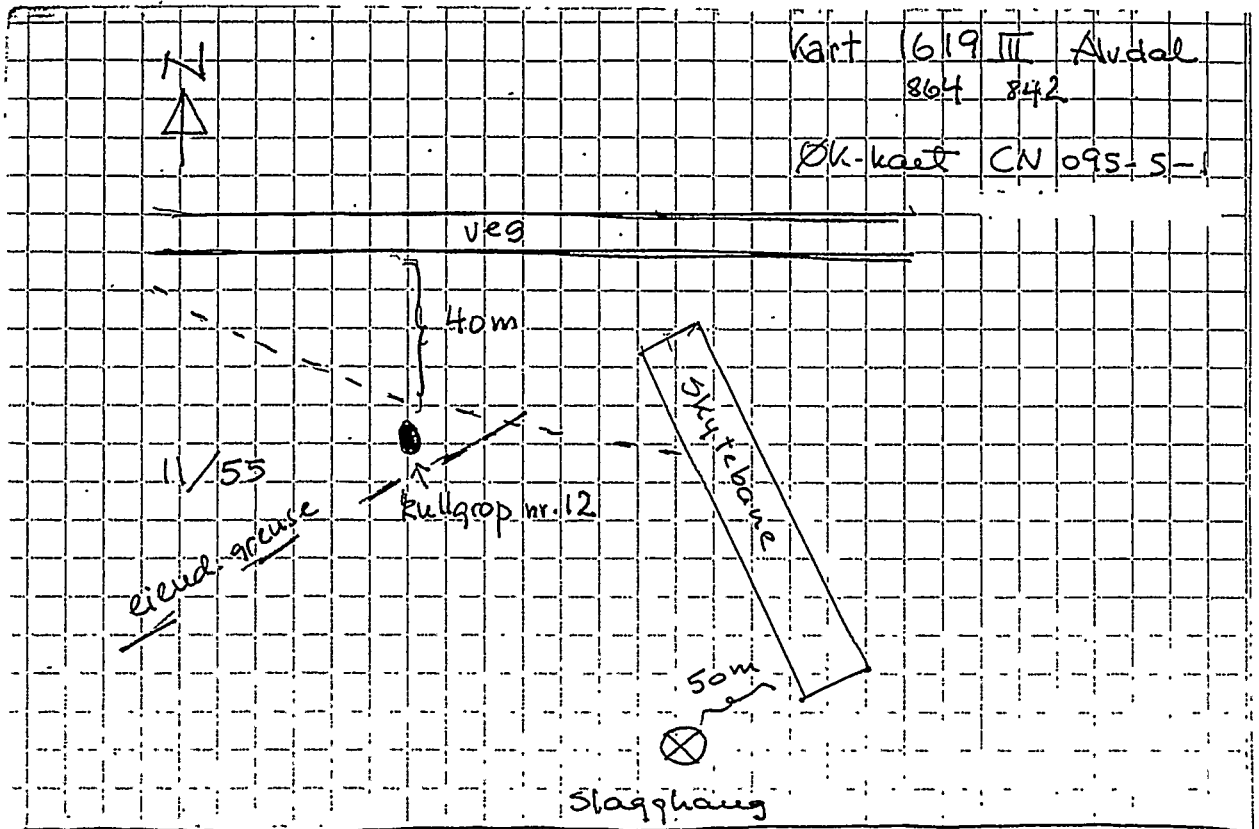 N
Kart 1619 III Alvdal
864 842
ØK-kart CN 095-5-1
veg
40m
Skytebane
11/55
kullgrop nr. 12
eiend. grense
50m
Slagghaug